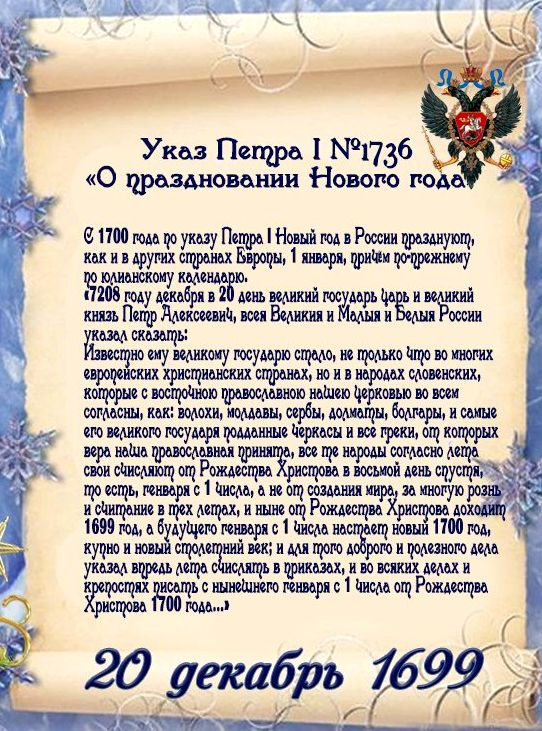 Указ Петра I №1736
«О праздновании Нового года
С 1700 года по указу Петра I Новый год в России празднуют,
как и в других странах Европы, 1 января, причём по-прежнему
по юлианскому календарю.
«7208 году декабря в 20 день великий государь царь и великий
князь Петр Алексеевич, всея Великия и Малыя и Белыя России
указал сказать:
Известно ему великому государю стало, не только что во многих
европейских христианских странах, но и в народах словенских,
которые с восточною православною нашею церковью во всем
согласны, как: волохи, молдавы, сербы, долматы, болгары, и самые
его великого государя подданные черкасы и все греки, от которых
вера наша православная принята, все те народы согласно лета
свои счисляют от Рождества Христова в восьмой день спустя,
то есть, генваря с 1 числа, а не от создания мира, за многую рознь
и считание в тех летах, и ныне от Рождества Христова доходит
1699 год, а будущего генваря с 1 числа настает новый 1700 год,
купно и новый столетний век; и для того доброго и полезного дела
указал впредь лета счислять в приказах, и во всяких делах и
крепостях писать с нынешнего генваря с 1 числа от Рождества
Христова 1700 года...»
20 декабрь 1699